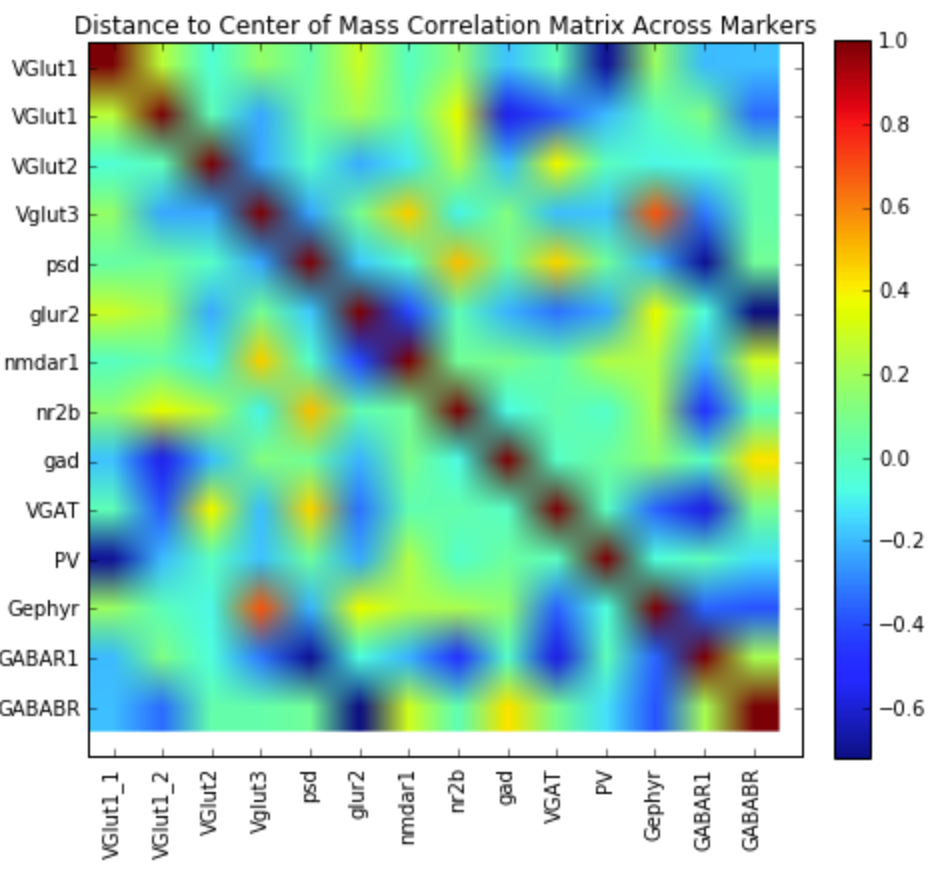 Distance to Center of Mass Correlation Matrix Across Markers
VGlut1
VGlut1
VGlut2
Vglut3
psd
glur2
nmdar1
nr2b
gad
VGAT
PV
Gephyr
GABAR1
GABABR
VGlut1_1
VGlut1_2
VGlut2
Vglut3
psd
glur2
nmdar1
nr2b
gad
VGAT
PV
Gephyr
GABAR1
GABABR
1.0
0.8
0.6
0.4
0.2
0.0
−0.2
−0.4
−0.6